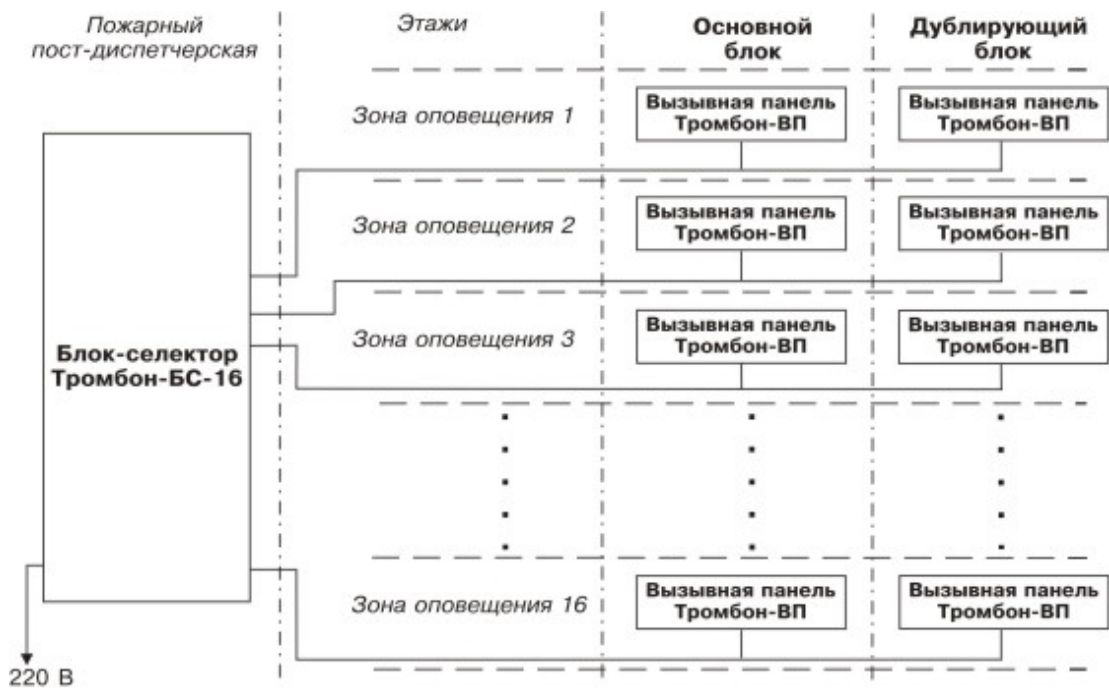 Пожарный
пост-диспетчерская
Этажи
Основной
блок
Дублирующий
блок
Зона оповещения 1
Вызывная панель
Тромбон-ВП
Вызывная панель
Тромбон-ВП
Зона оповещения 2
Вызывная панель
Тромбон-ВП
Вызывная панель
Тромбон-ВП
Зона оповещения 3
Вызывная панель
Тромбон-ВП
Вызывная панель
Тромбон-ВП
Блок-селектор
Тромбон-БС-16
Зона оповещения 16
Вызывная панель
Тромбон-ВП
Вызывная панель
Тромбон-ВП
220 В